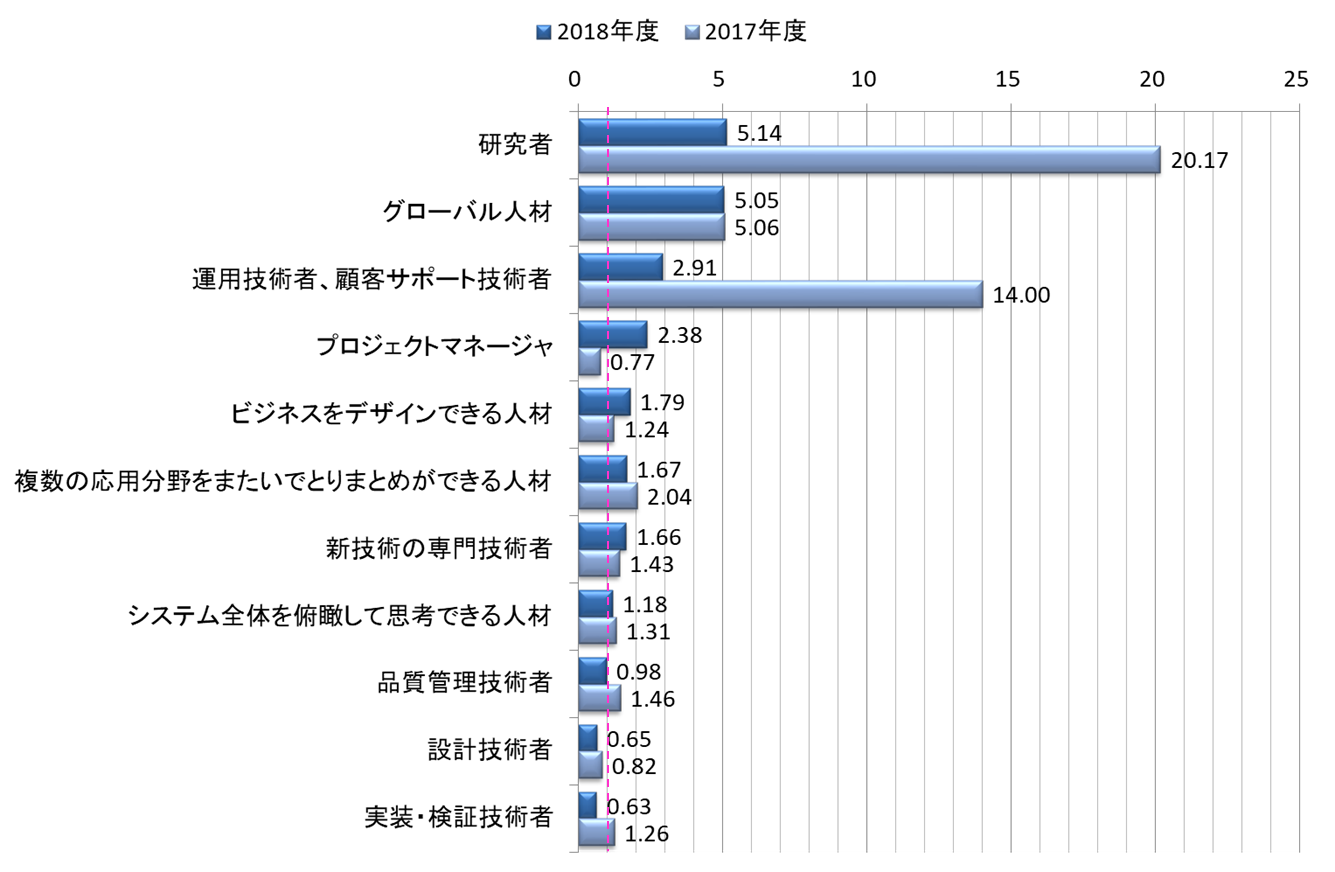 2018年度 2017年度
0 5 10 15 20 25
研究者 5.14
20.17
グローバル人材 5.05
5.06
運用技術者、顧客サポート技術者 2.91
14.00
プロジェクトマネージャ 2.38
0.77
ビジネスをデザインできる人材 1.79
1.24
複数の応用分野をまたいでとりまとめができる人材 1.67
2.04
新技術の専門技術者 1.66
1.43
システム全体を俯瞰して思考できる人材 1.18
1.31
品質管理技術者 0.98
1.46
設計技術者 0.65
0.82
実装・検証技術者 0.63
1.26